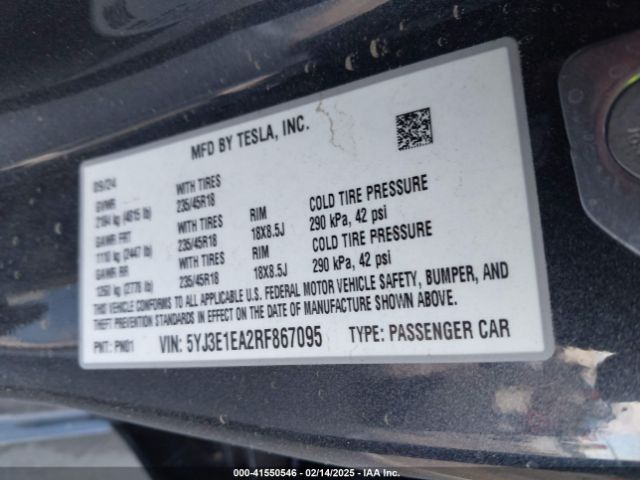 MFD BY TESLA, INC.
09/24
GVWR WITH TIRES
2184 kg (4815 lb) 235/45R18 RIM COLD TIRE PRESSURE
GAWR FRT WITH TIRES 18X8.5J 290 kPa, 42 psi
1110 kg (2447 lb) 235/45R18 RIM COLD TIRE PRESSURE
GAWR RR WITH TIRES 18X8.5J 290 kPa, 42 psi
1260 kg (2778 lb) 235/45R18
THIS VEHICLE CONFORMS TO ALL APPLICABLE U.S. FEDERAL MOTOR VEHICLE SAFETY, BUMPER, AND
THEFT PREVENTION STANDARDS IN EFFECT ON THE DATE OF MANUFACTURE SHOWN ABOVE.
PNT: PN01 VIN: 5YJ3E1EA2RF867095 TYPE: PASSENGER CAR
000-41550546 — 02/14/2025 — IAA Inc.